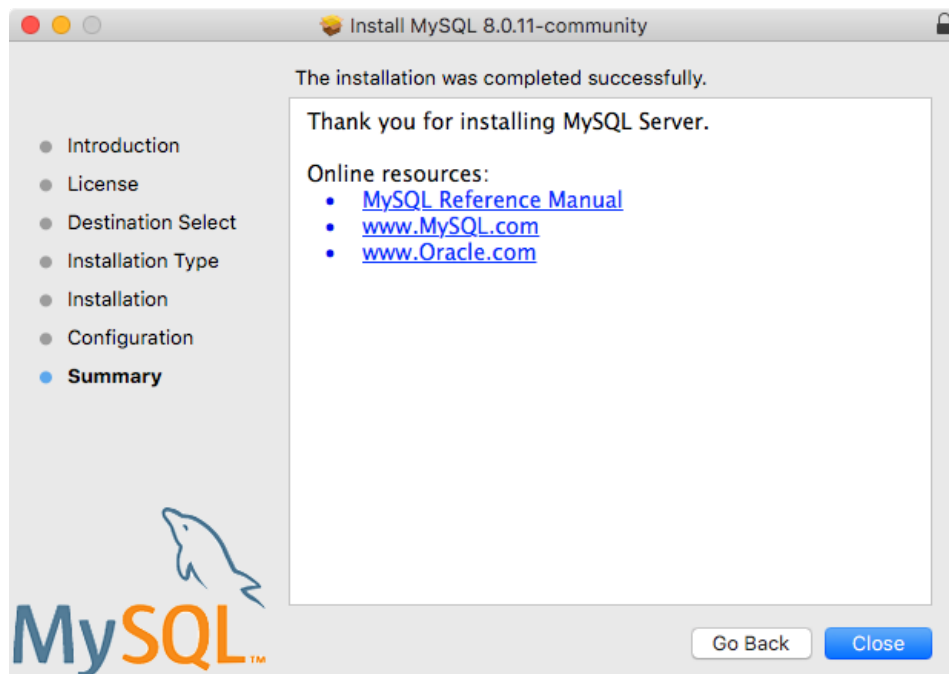 Install MySQL 8.0.11-community
The installation was completed successfully.
Introduction
License
Destination Select
Installation Type
Installation
Configuration
Summary
Thank you for installing MySQL Server.
Online resources:
• MySQL Reference Manual
• www.MySQL.com
• www.Oracle.com
MySQL™
Go Back
Close